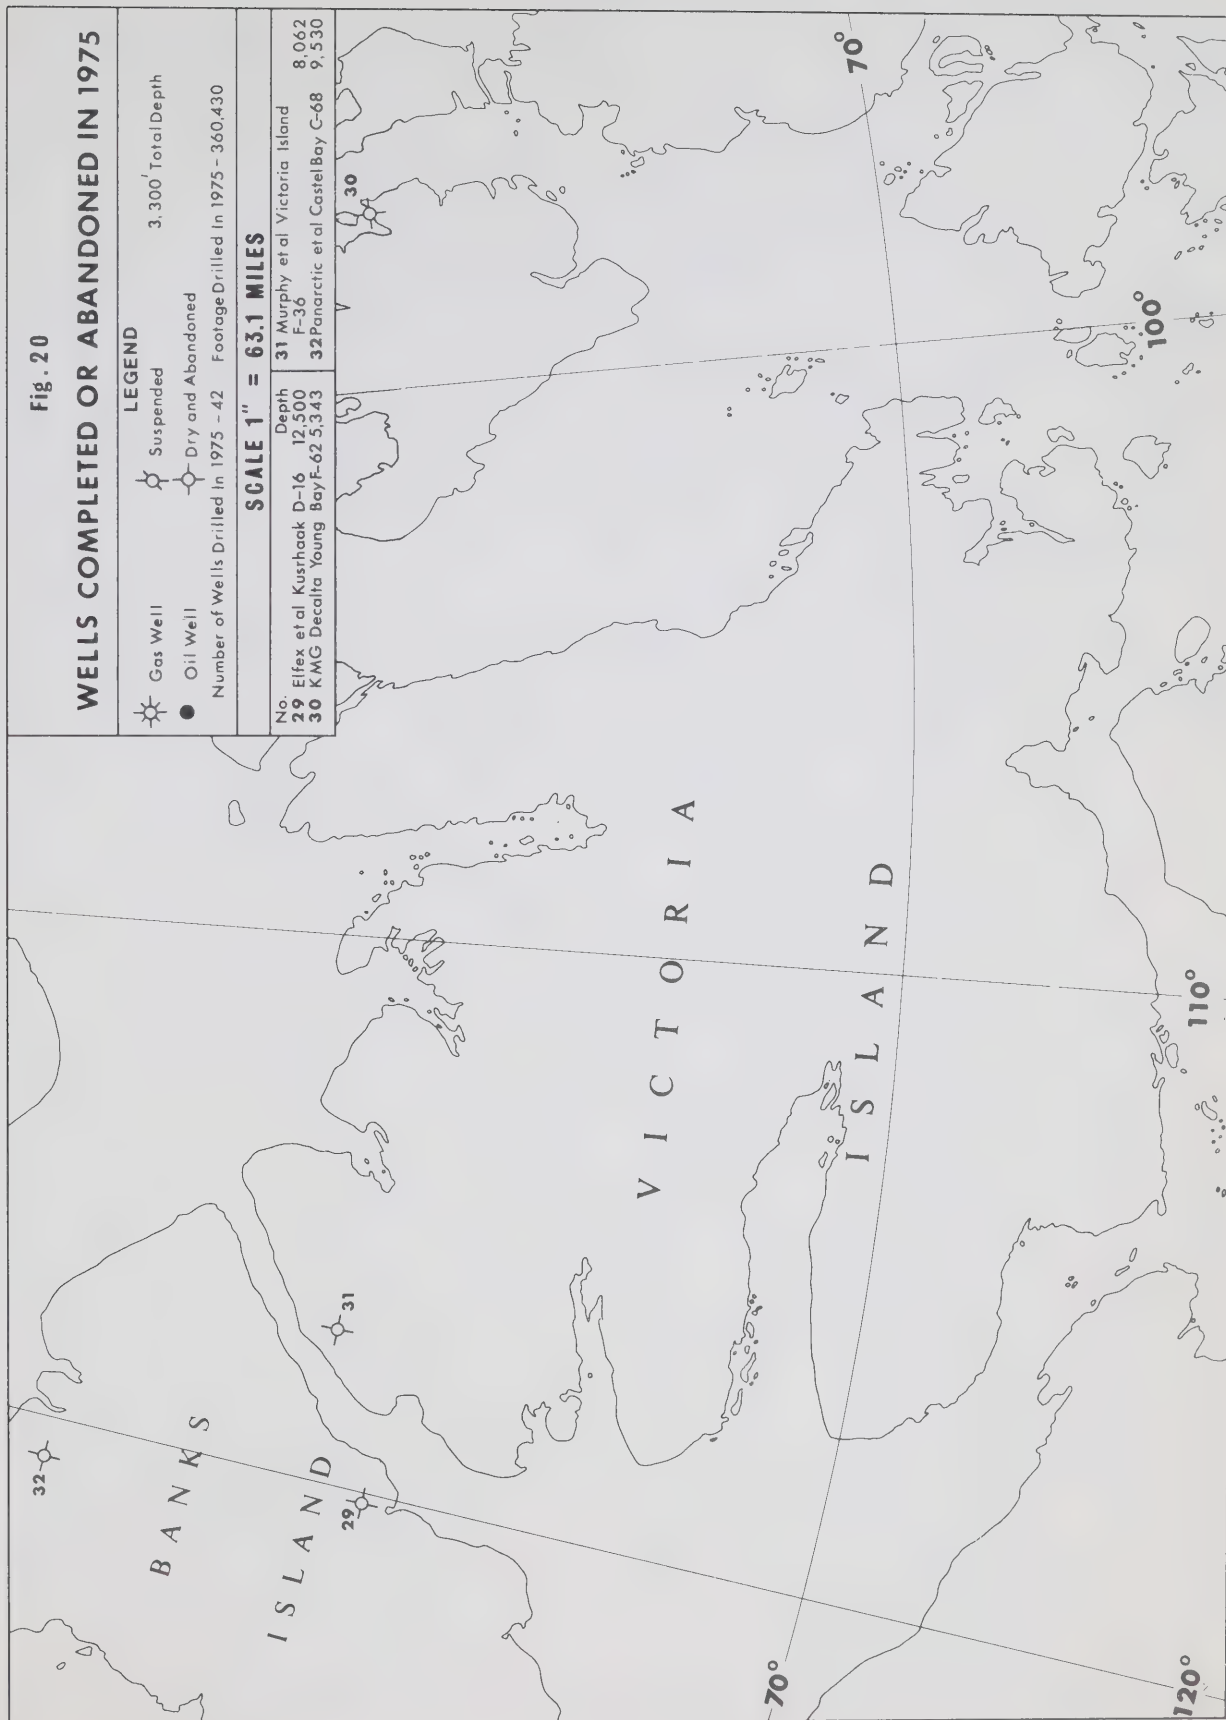 Fig. 20
WELLS COMPLETED OR ABANDONED IN 1975
LEGEND
Gas Well Suspended 3,300' Total Depth
Oil Well Dry and Abandoned
Number of Wells Drilled In 1975 - 42 Footage Drilled In 1975 - 360,430
SCALE 1" = 63.1 MILES
No. Depth
29 Elfex et al Kusrhaak D-16 12,500
30 KMG Decalta Young Bay F-62 5,343
31 Murphy et al Victoria Island
F-36 8,062
32 Panarctic et al Castel Bay C-68 9,530
32
BANKS
ISLAND
29
31
30
VICTORIA
ISLAND
70°
70°
100°
110°
120°